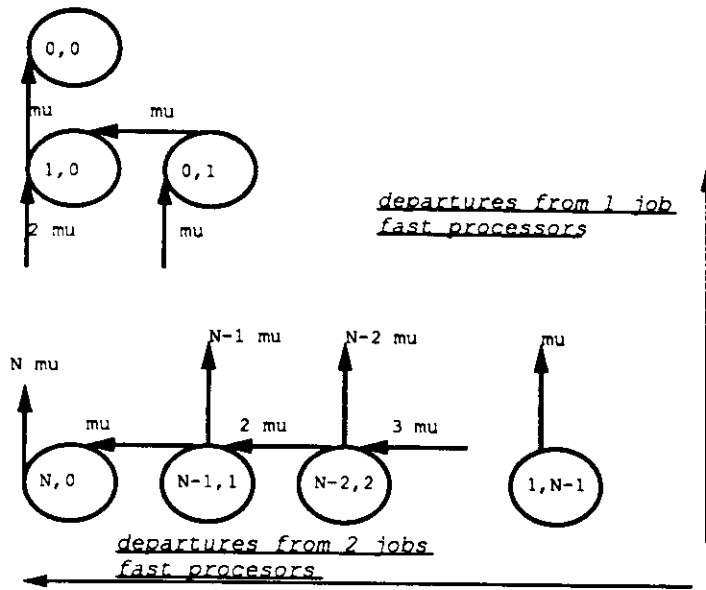 0,0
mu
mu
1,0
0,1
2 mu
mu
departures from 1 job
fast processors
N-1 mu
N-2 mu
mu
N mu
mu
2 mu
3 mu
N,0
N-1,1
N-2,2
1,N-1
departures from 2 jobs
fast procesors